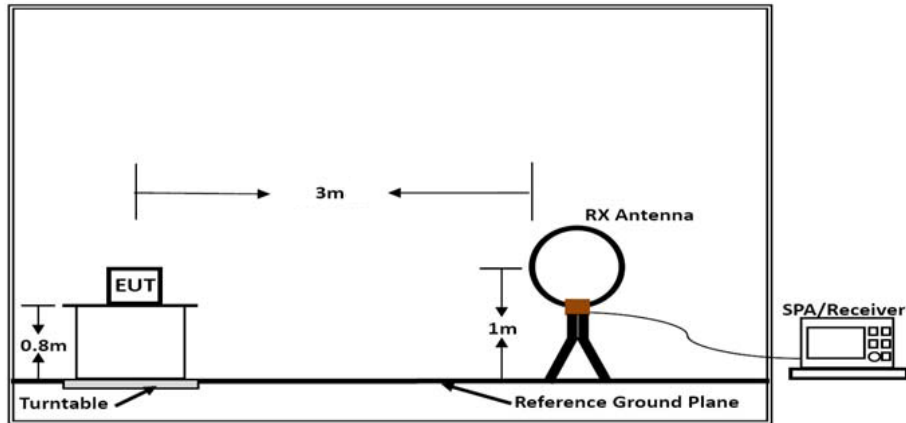 3m
RX Antenna
EUT
SPA/Receiver
0.8m
1m
Turntable
Reference Ground Plane